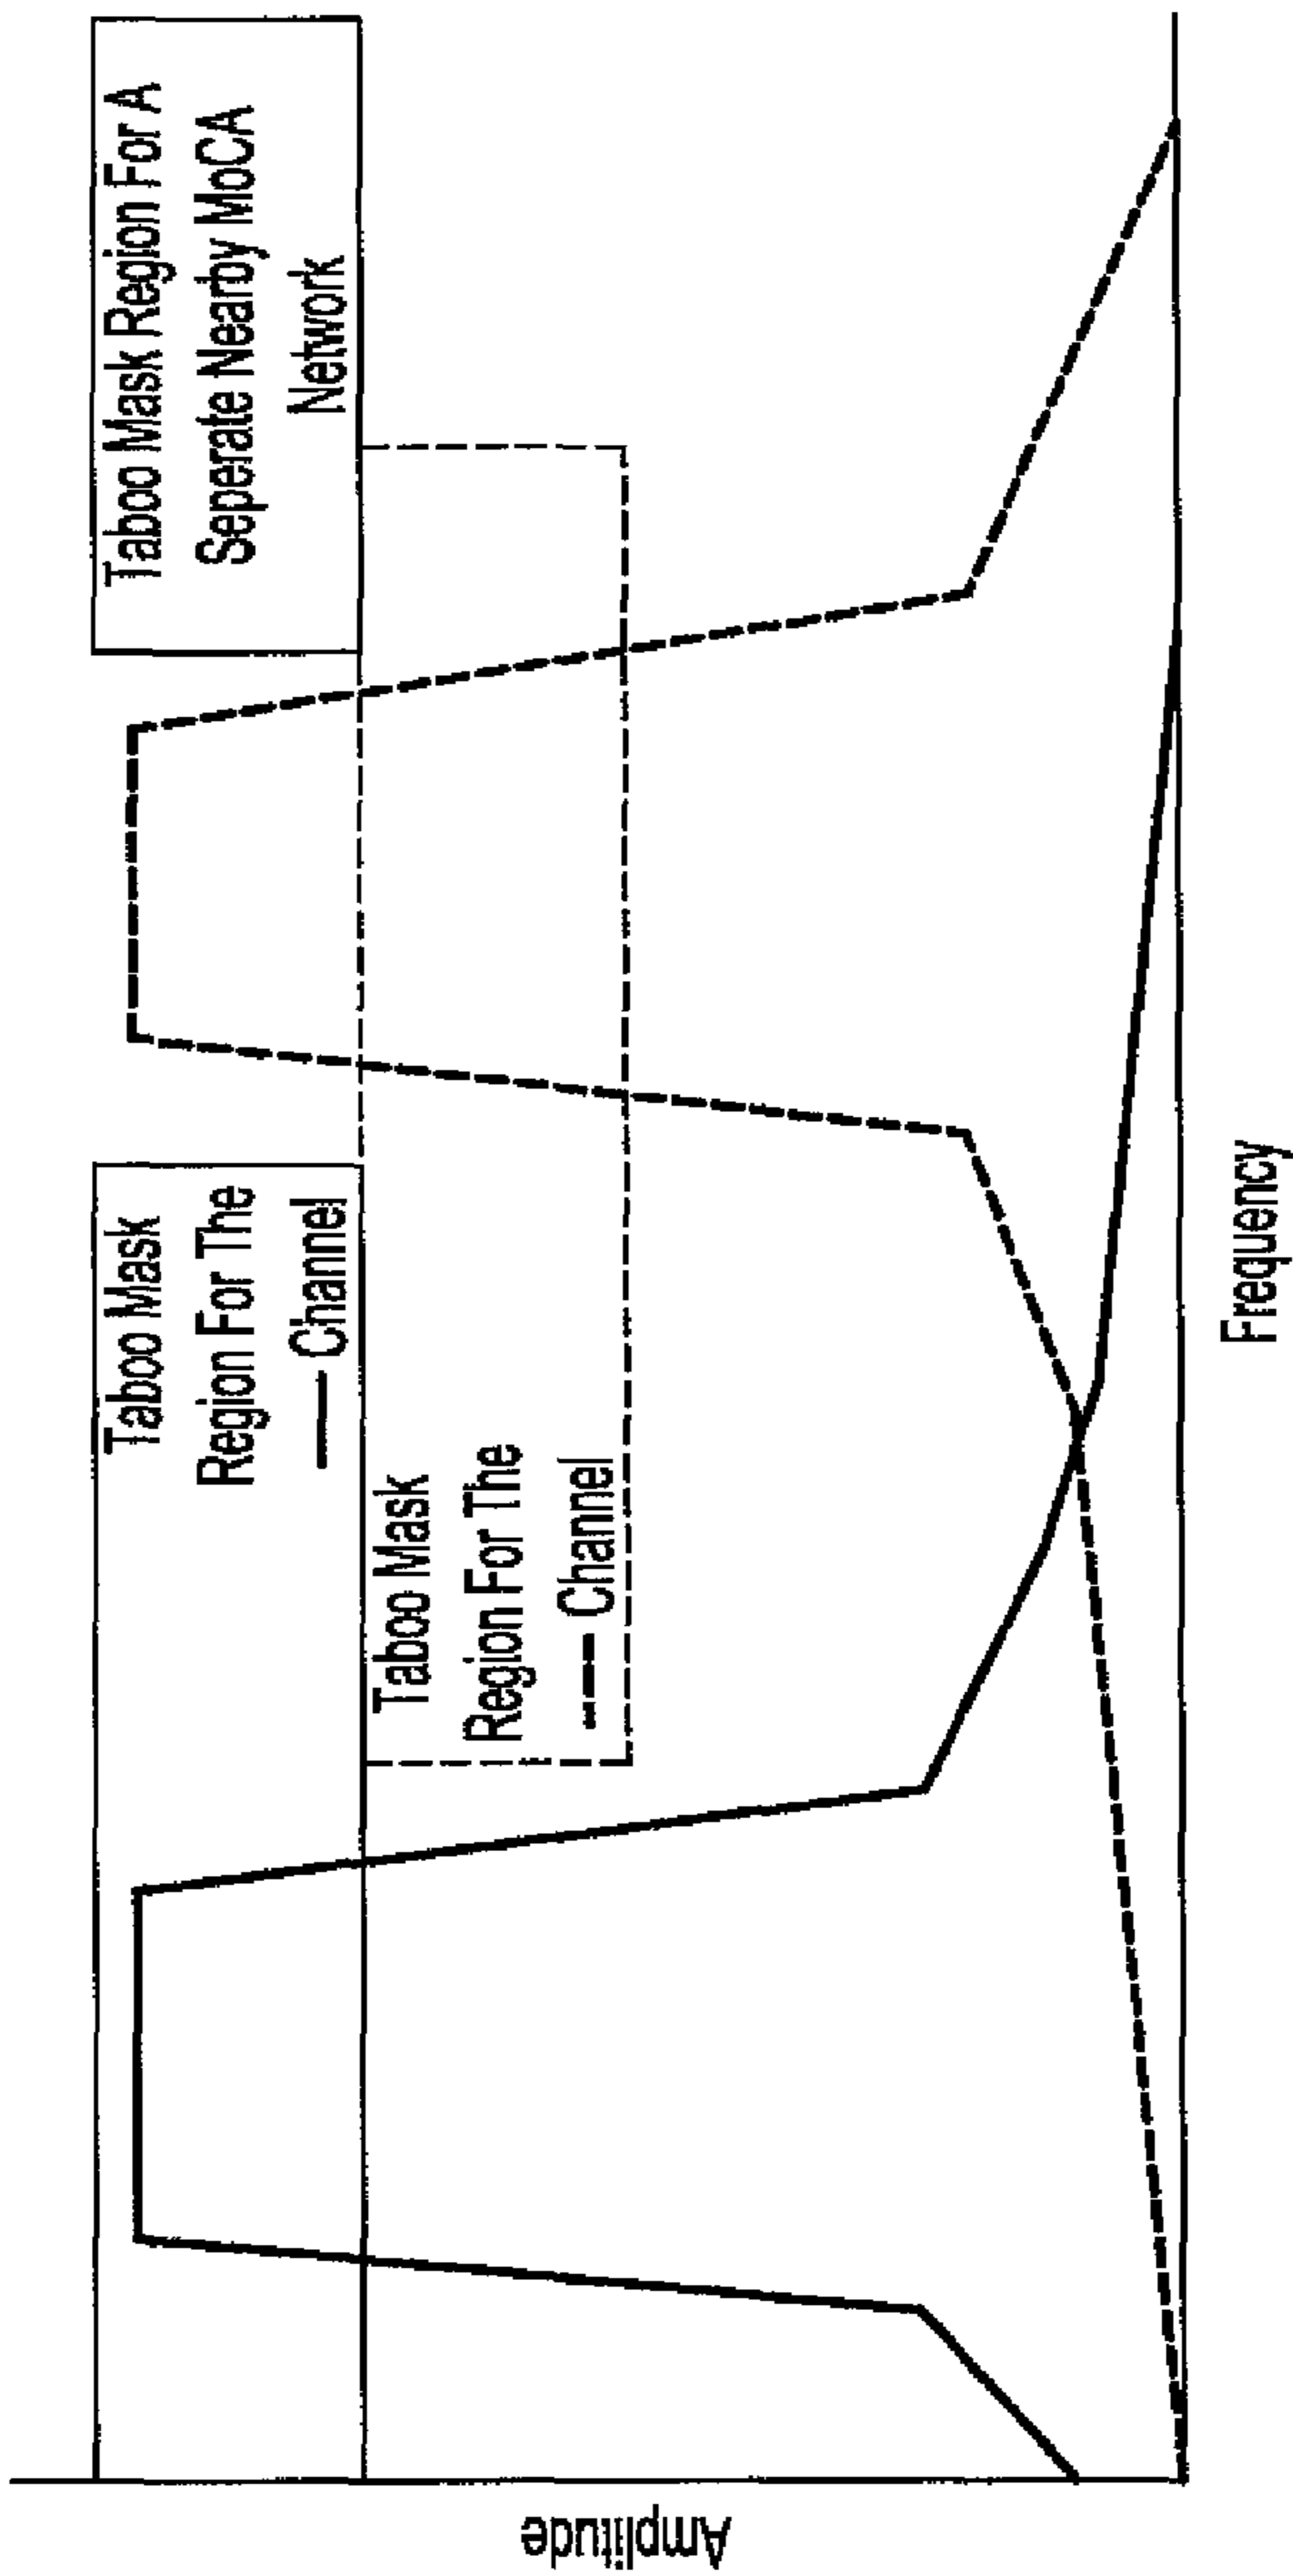 Taboo Mask
Region For The
Channel
Taboo Mask Region For A
Seperate Nearby MoCA
Network
Taboo Mask
Region For The
Channel
Amplitude
Frequency